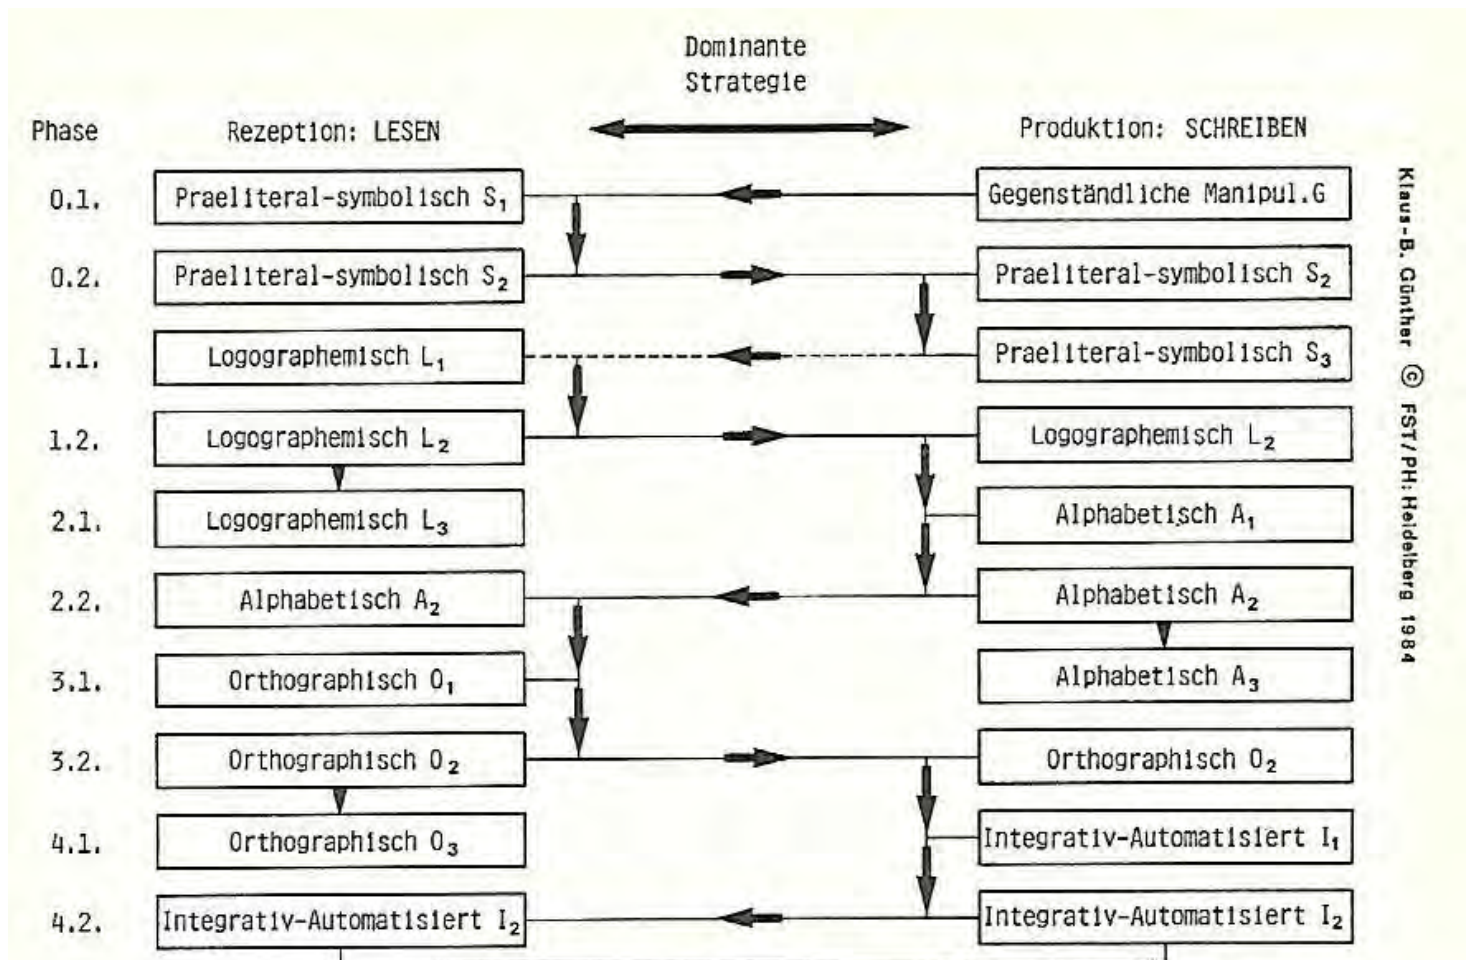 Dominante
Strategie
Phase Rezeption: LESEN Produktion: SCHREIBEN
0.1. Praeliteral-symbolisch S₁ Gegenständliche Manipul.G
0.2. Praeliteral-symbolisch S₂ Praeliteral-symbolisch S₂
1.1. Logographemisch L₁ Praeliteral-symbolisch S₃
1.2. Logographemisch L₂ Logographemisch L₂
2.1. Logographemisch L₃ Alphabetisch A₁
2.2. Alphabetisch A₂ Alphabetisch A₂
3.1. Orthographisch O₁ Alphabetisch A₃
3.2. Orthographisch O₂ Orthographisch O₂
4.1. Orthographisch O₃ Integrativ-Automatisiert I₁
4.2. Integrativ-Automatisiert I₂ Integrativ-Automatisiert I₂
Klaus-B. Günther © FST/PH: Heidelberg 1984